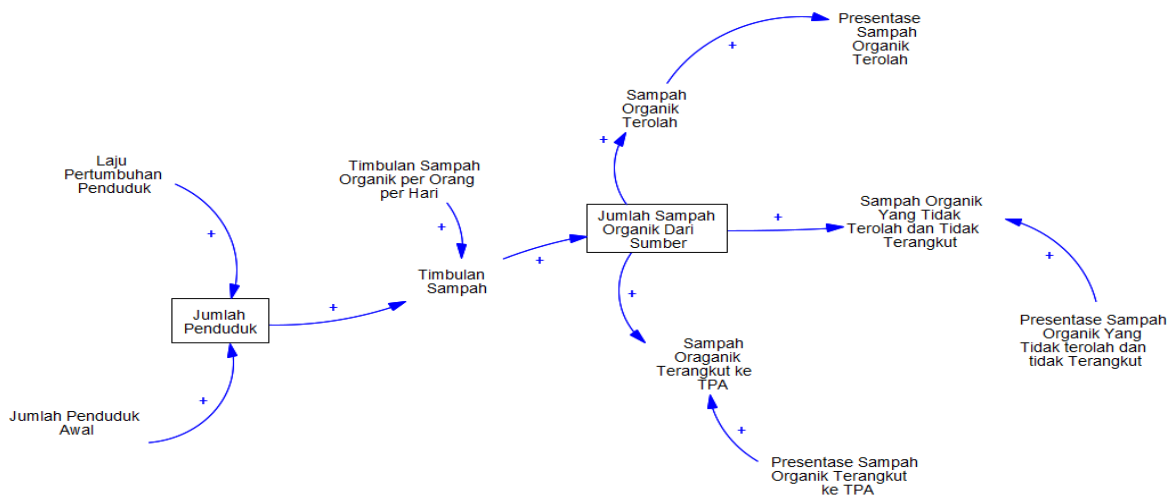 Presentase
Sampah
Organik
Terolah
+
Sampah
Organik
Terolah
+
Laju
Pertumbuhan
Penduduk
+
Timbulan Sampah
Organik per Orang
per Hari
+
Jumlah Sampah
Organik Dari
Sumber
+
Sampah Organik
Yang Tidak
Terolah dan Tidak
Terangkut
+
+
Timbulan
Sampah
+
Jumlah
Penduduk
+
+
Presentase Sampah
Organik Yang
Tidak terolah dan
tidak Terangkut
Sampah
Oraganik
Terangkut ke
TPA
+
Jumlah Penduduk
Awal
+
Presentase Sampah
Organik Terangkut
ke TPA